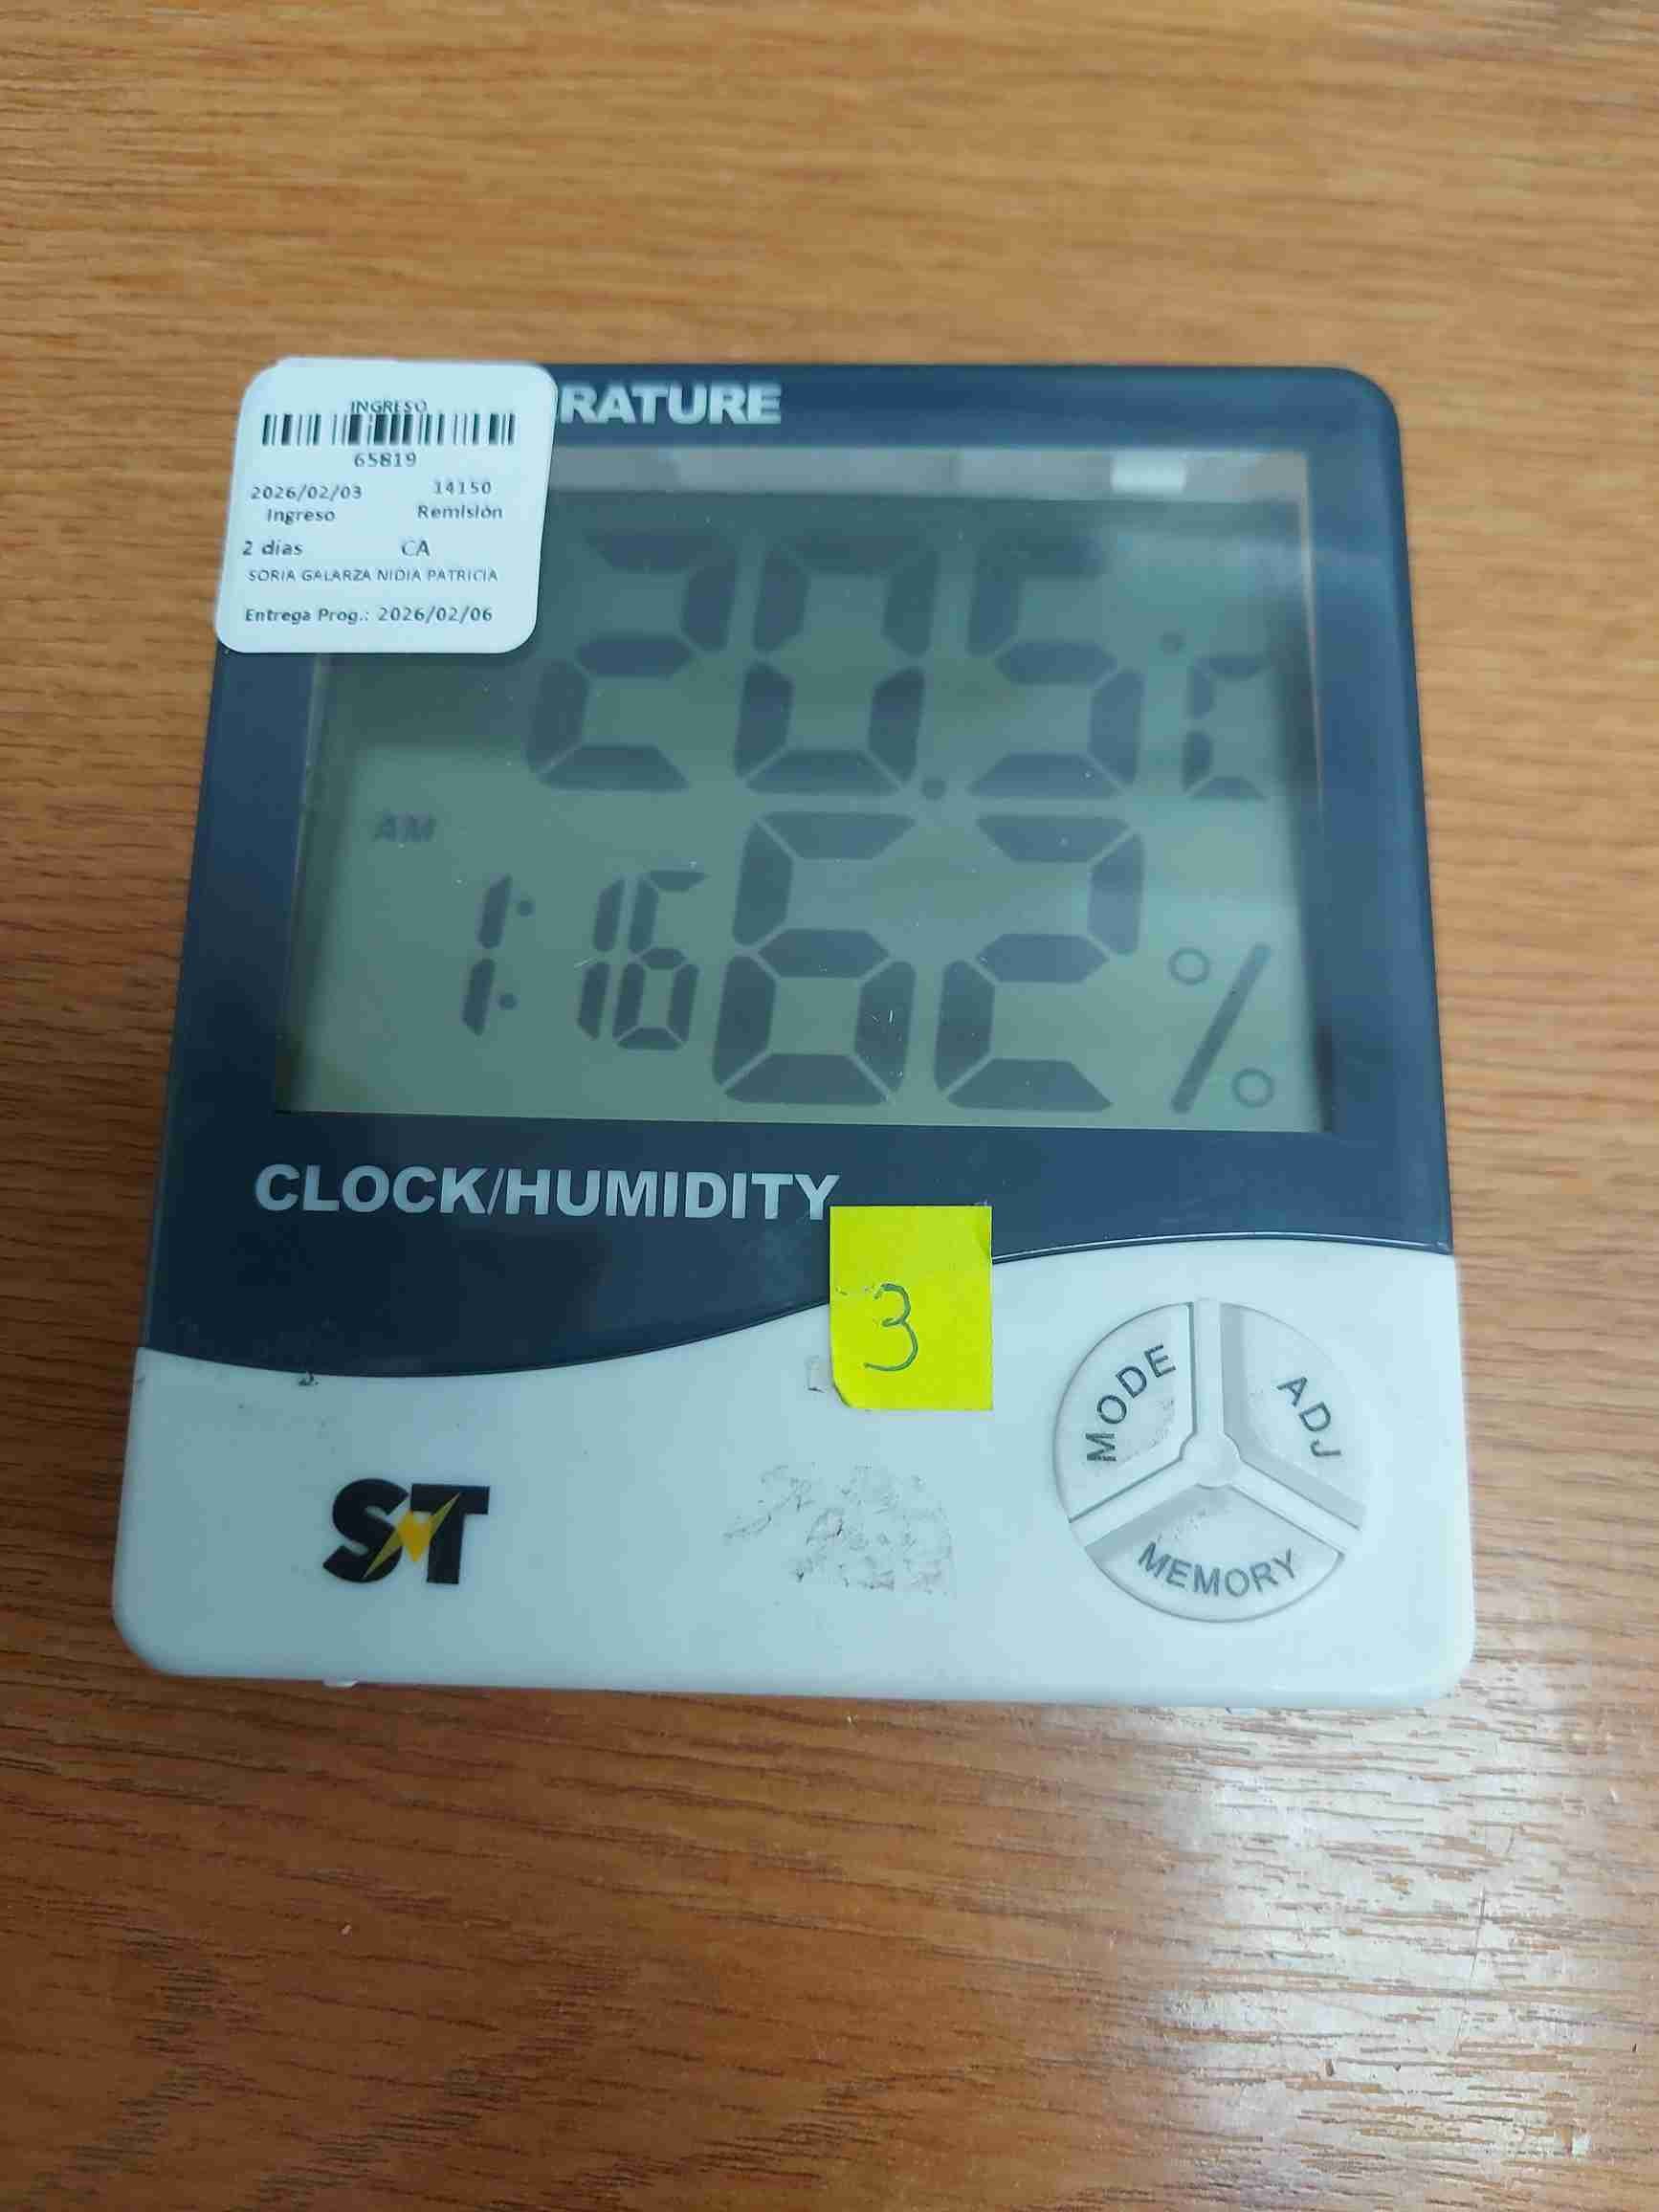 INGRESO
65819
2026/02/03 14150
Ingreso Remisión
2 días CA
SORIA GALARZA NIDIA PATRICIA
Entrega Prog.: 2026/02/06
RATURE
20.5 °C
AM
1:16 62 %
CLOCK/HUMIDITY
3
MODE
ADJ
MEMORY
ST